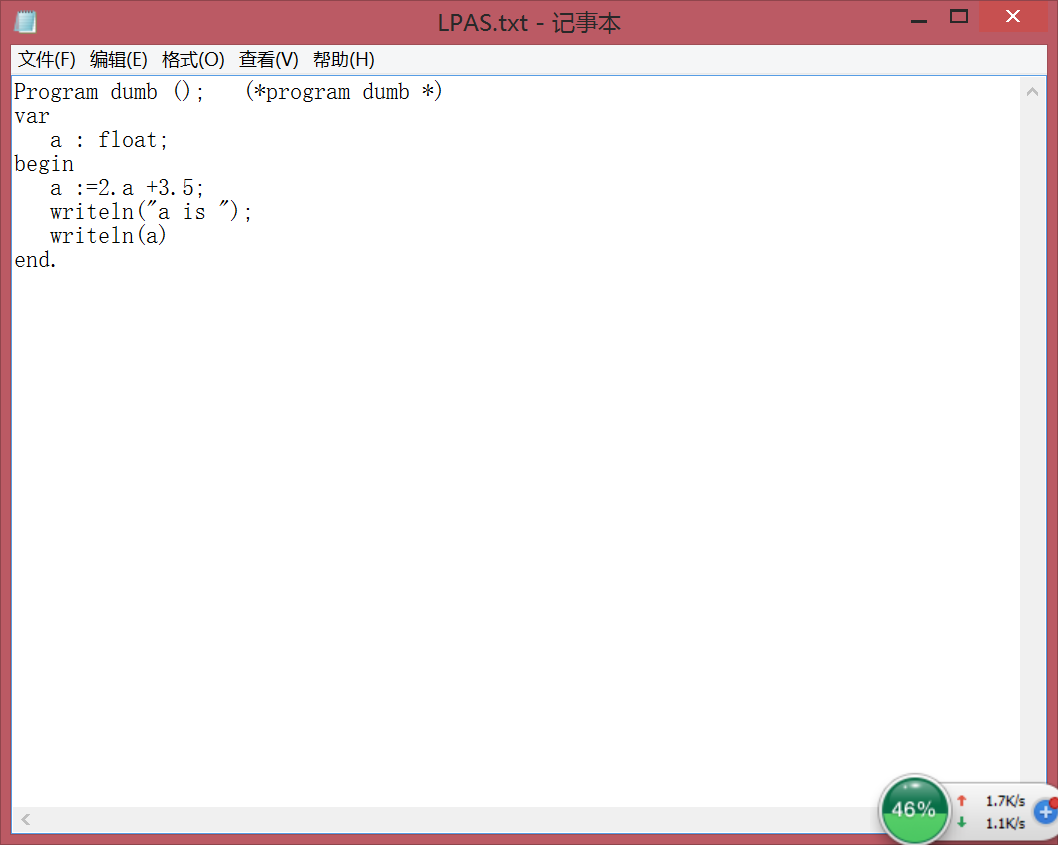 LPAS.txt - 记事本
文件(F) 编辑(E) 格式(O) 查看(V) 帮助(H)
Program dumb ();   (*program dumb *)
var
   a : float;
begin
   a :=2.a +3.5;
   writeln("a is ");
   writeln(a)
end.
46%
1.7K/s
1.1K/s